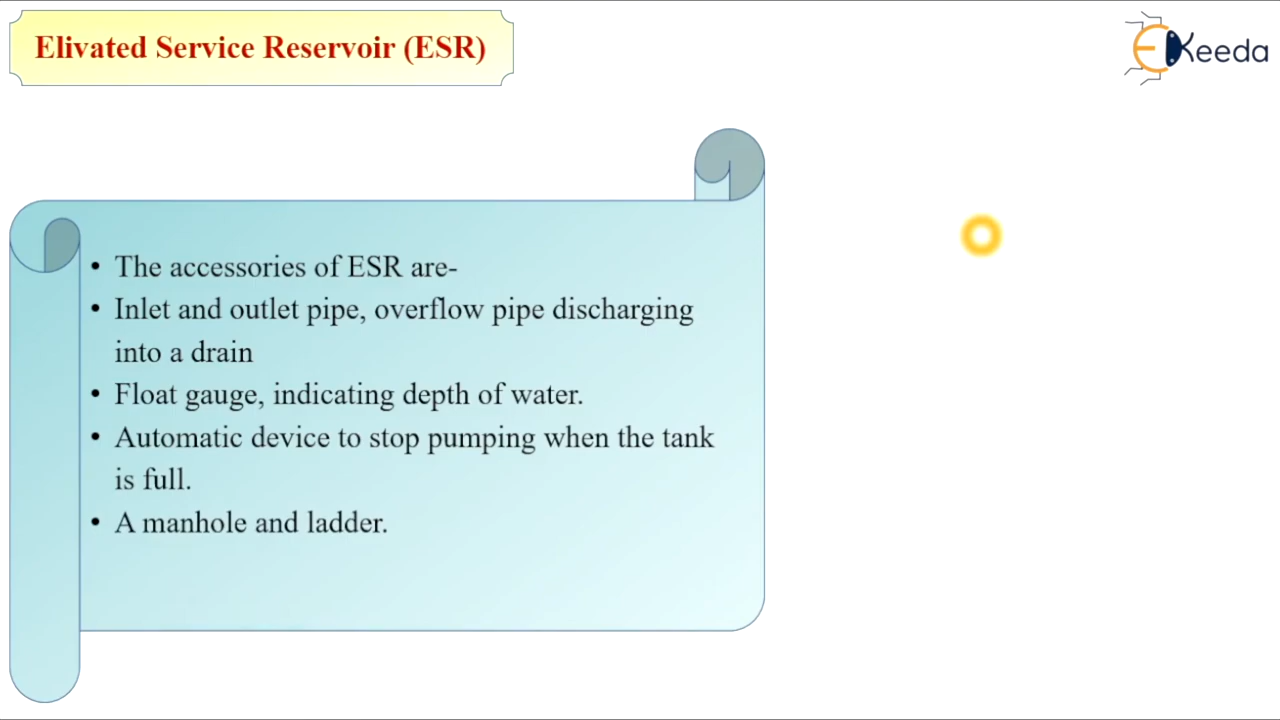 Elivated Service Reservoir (ESR)
EKeeda
• The accessories of ESR are-
• Inlet and outlet pipe, overflow pipe discharging
into a drain
• Float gauge, indicating depth of water.
• Automatic device to stop pumping when the tank
is full.
• A manhole and ladder.